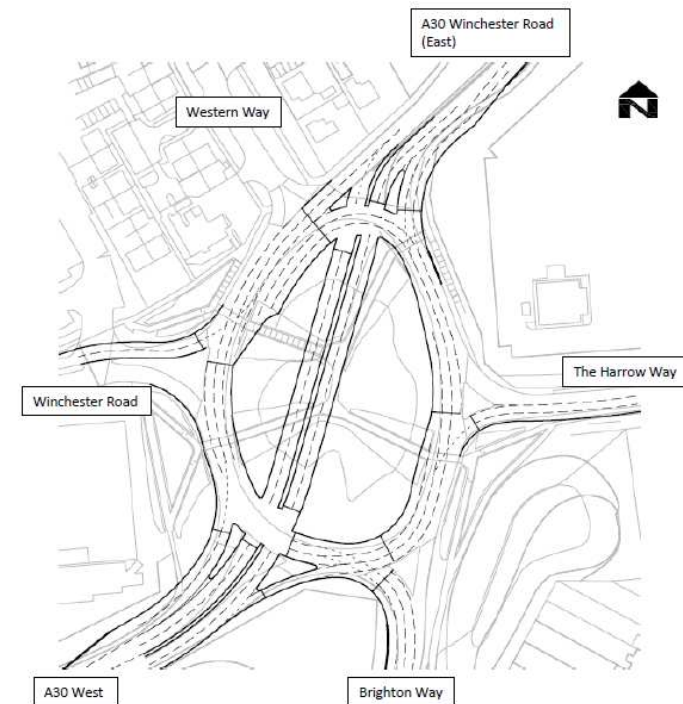 A30 Winchester Road
(East)
N
Western Way
The Harrow Way
Winchester Road
A30 West
Brighton Way